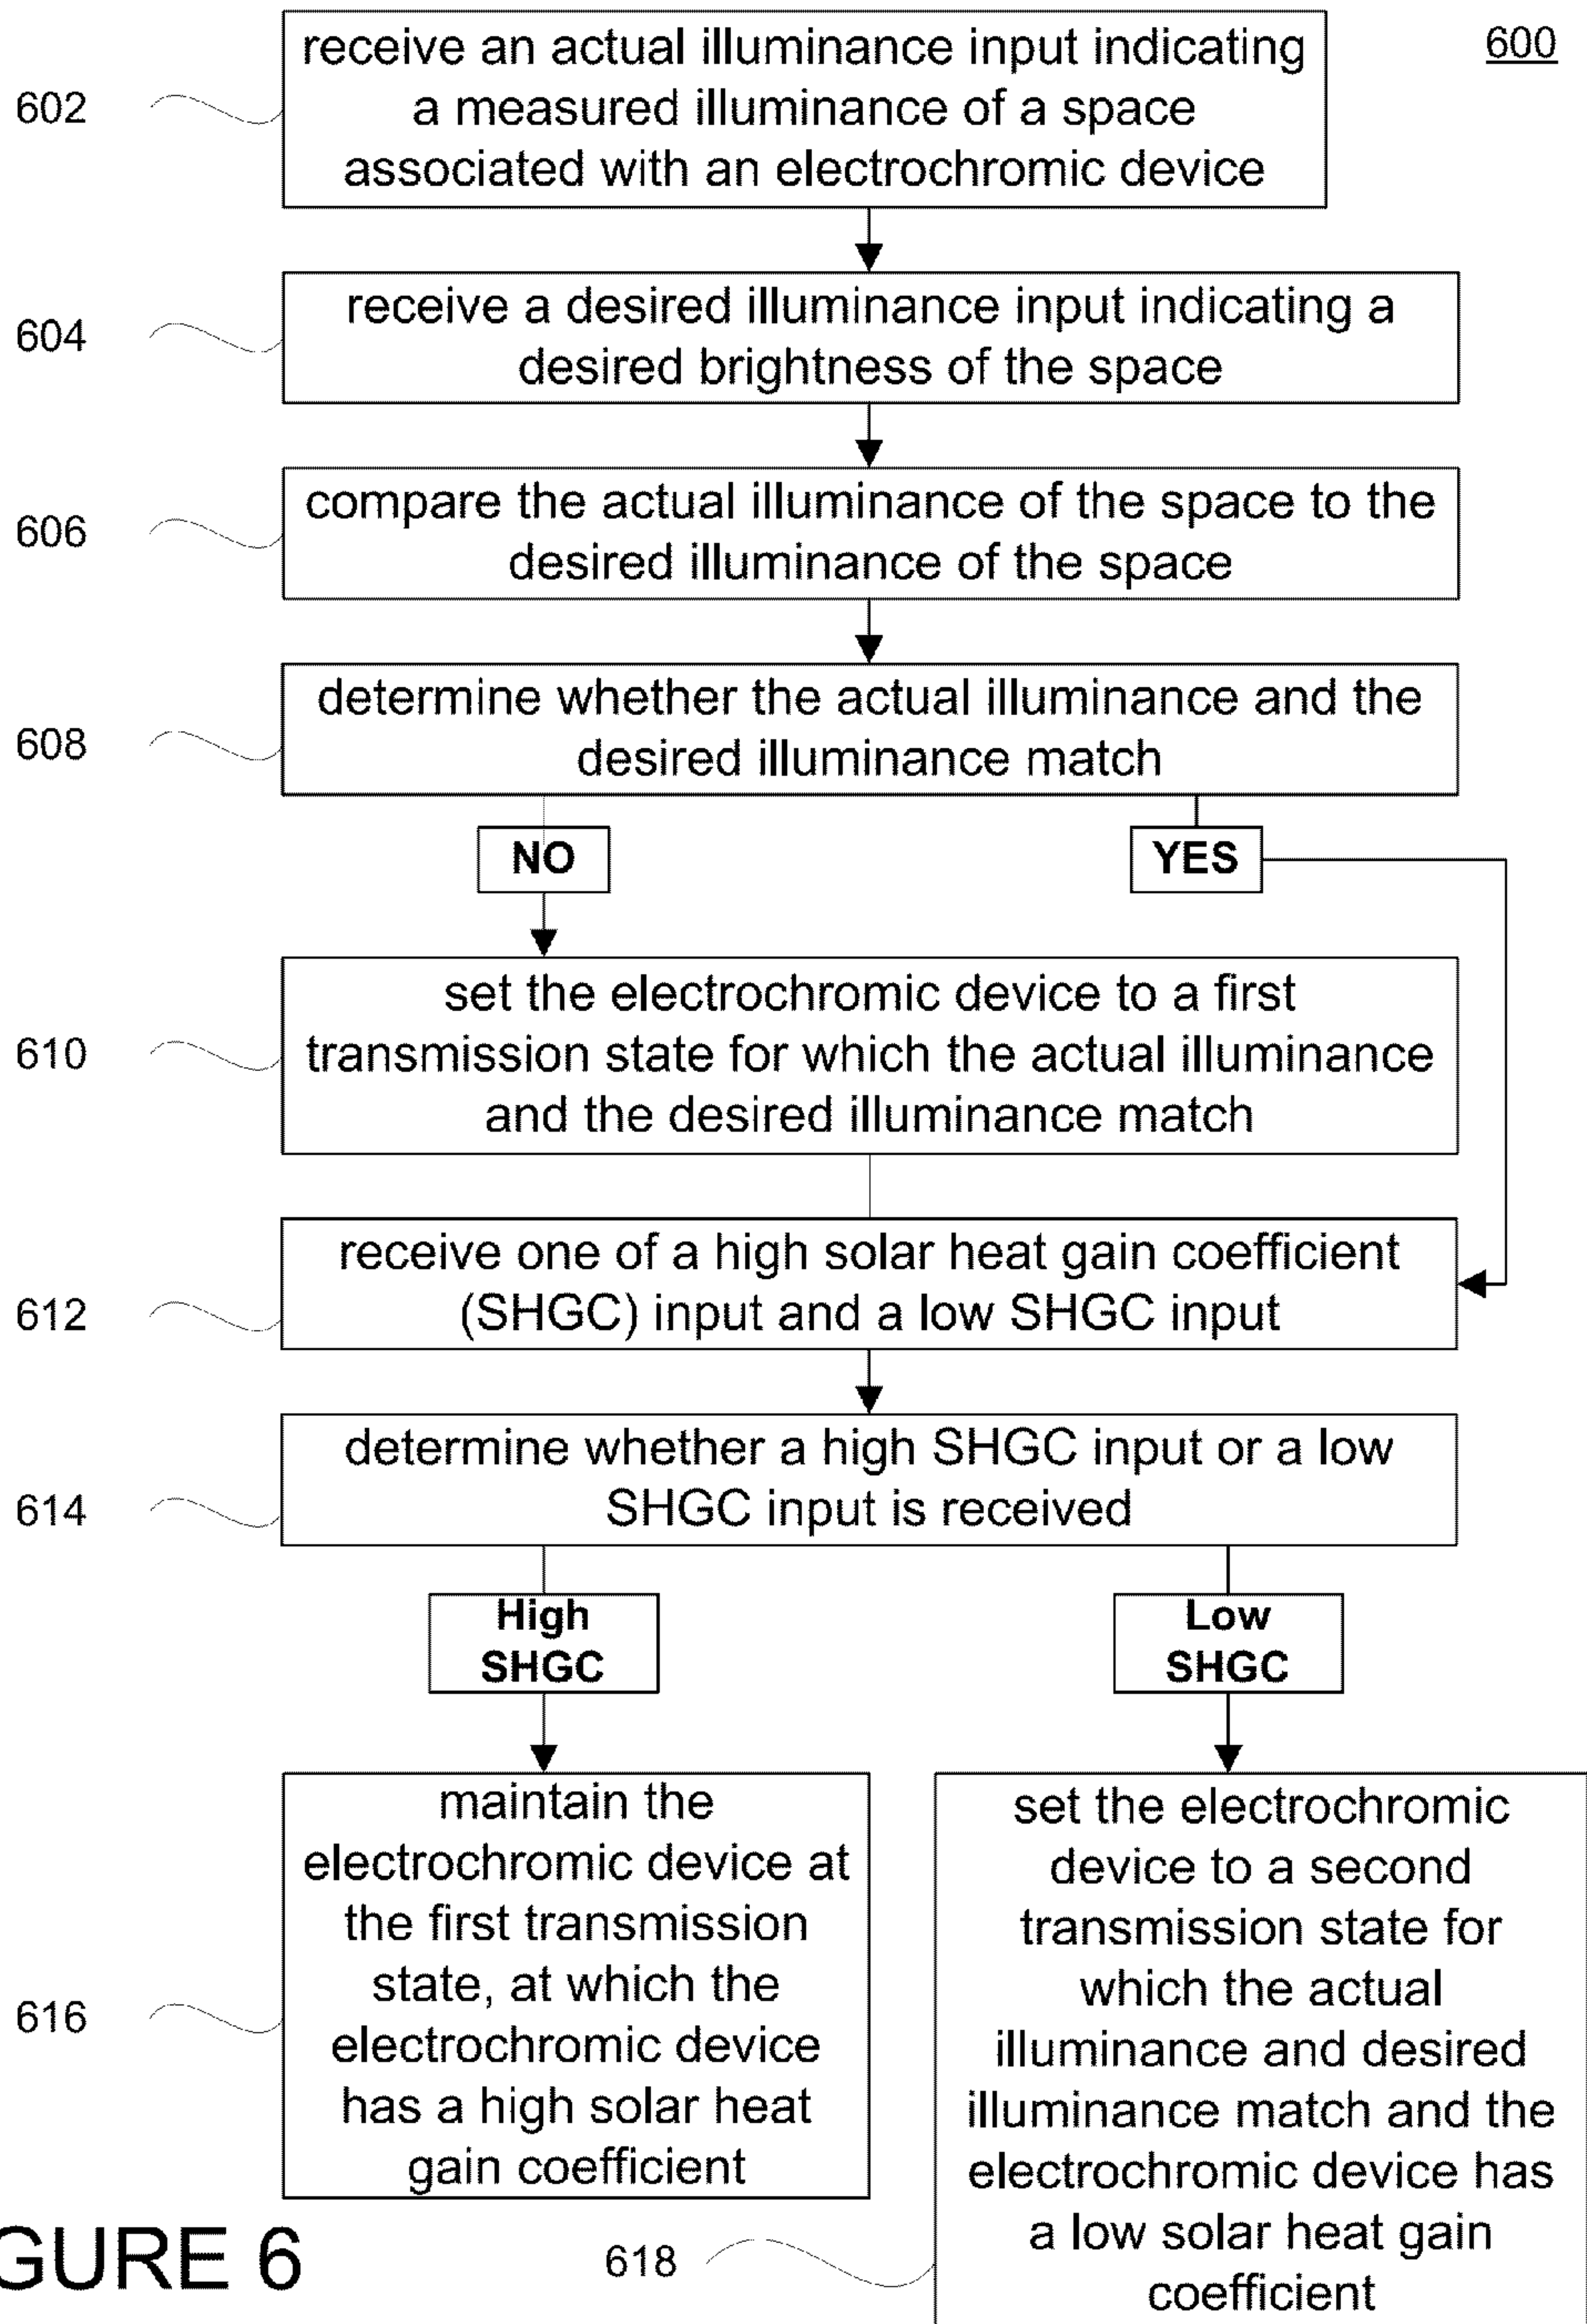 600
602
receive an actual illuminance input indicating
a measured illuminance of a space
associated with an electrochromic device
604
receive a desired illuminance input indicating a
desired brightness of the space
606
compare the actual illuminance of the space to the
desired illuminance of the space
608
determine whether the actual illuminance and the
desired illuminance match
NO
YES
610
set the electrochromic device to a first
transmission state for which the actual illuminance
and the desired illuminance match
612
receive one of a high solar heat gain coefficient
(SHGC) input and a low SHGC input
614
determine whether a high SHGC input or a low
SHGC input is received
High
SHGC
Low
SHGC
616
maintain the
electrochromic device at
the first transmission
state, at which the
electrochromic device
has a high solar heat
gain coefficient
618
set the electrochromic
device to a second
transmission state for
which the actual
illuminance and desired
illuminance match and the
electrochromic device has
a low solar heat gain
coefficient
GURE 6